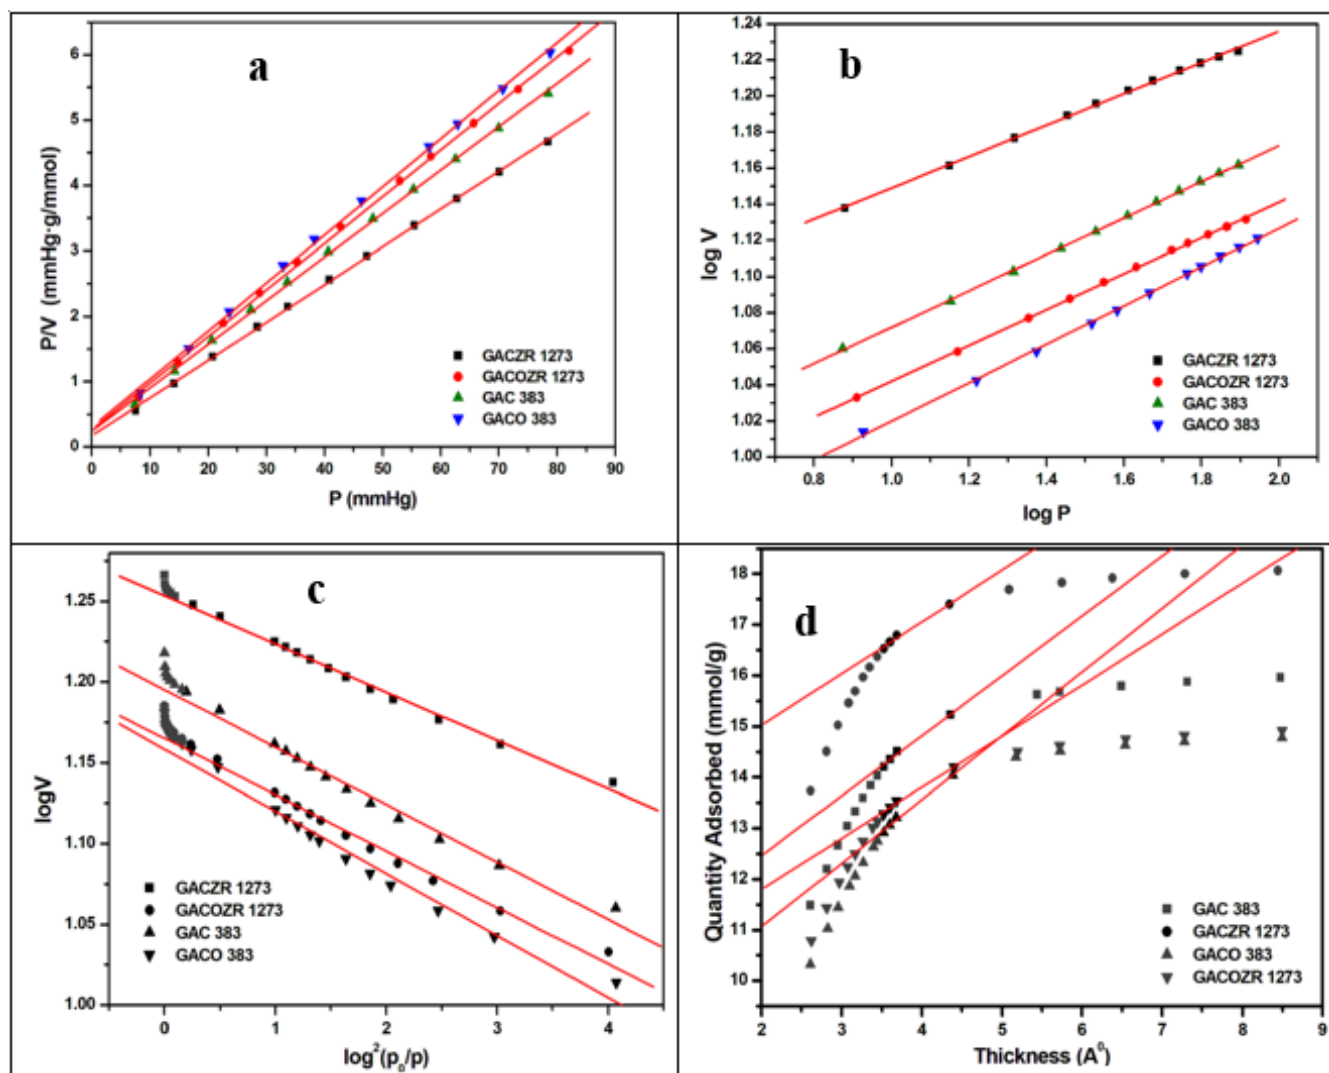 a
6
5
4
3
2
1
0
P/V (mmHg·g/mmol)
GACZR 1273
GACOZR 1273
GAC 383
GACO 383
0 10 20 30 40 50 60 70 80 90
P (mmHg)
b
1.24
1.22
1.20
1.18
1.16
1.14
1.12
1.10
1.08
1.06
1.04
1.02
1.00
log V
GACZR 1273
GACOZR 1273
GAC 383
GACO 383
0.8 1.0 1.2 1.4 1.6 1.8 2.0
log P
c
1.25
1.20
1.15
1.10
1.05
1.00
logV
GACZR 1273
GACOZR 1273
GAC 383
GACO 383
0 1 2 3 4
log²(p₀/p)
d
18
17
16
15
14
13
12
11
10
Quantity Adsorbed (mmol/g)
GAC 383
GACZR 1273
GACO 383
GACOZR 1273
2 3 4 5 6 7 8 9
Thickness (A⁰)